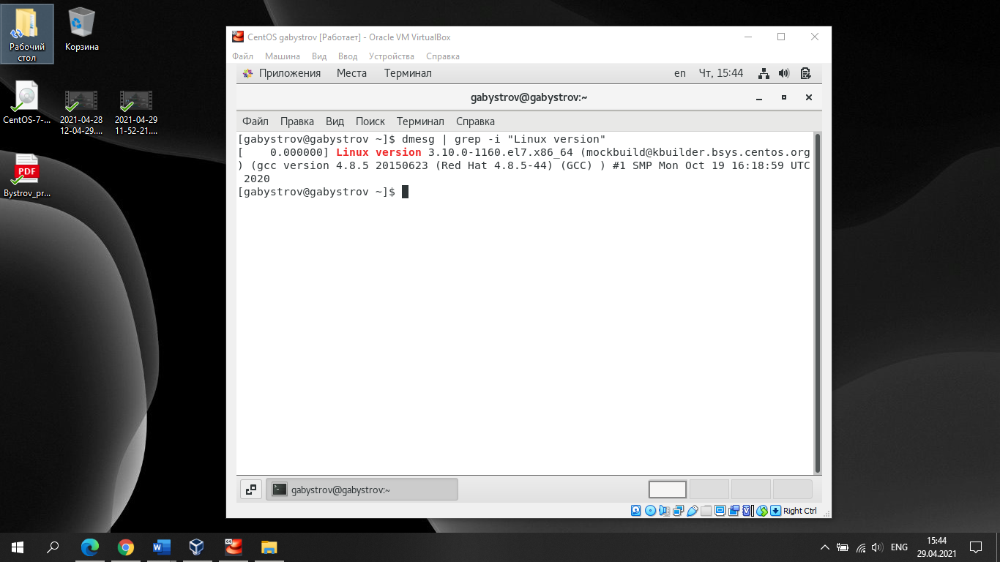 Рабочий
стол
Корзина
CentOS-7-...
2021-04-28
12-04-29....
2021-04-29
11-52-21....
PDF
Bystrov_pr...
CentOS gabystrov [Работает] - Oracle VM VirtualBox
Файл Машина Вид Ввод Устройства Справка
Приложения Места Терминал en Чт, 15:44
gabystrov@gabystrov:~
Файл Правка Вид Поиск Терминал Справка
[gabystrov@gabystrov ~]$ dmesg | grep -i "Linux version"
[    0.000000] Linux version 3.10.0-1160.el7.x86_64 (mockbuild@kbuilder.bsys.centos.org
) (gcc version 4.8.5 20150623 (Red Hat 4.8.5-44) (GCC) ) #1 SMP Mon Oct 19 16:18:59 UTC
2020
[gabystrov@gabystrov ~]$
gabystrov@gabystrov:~
Right Ctrl
ENG
15:44
29.04.2021